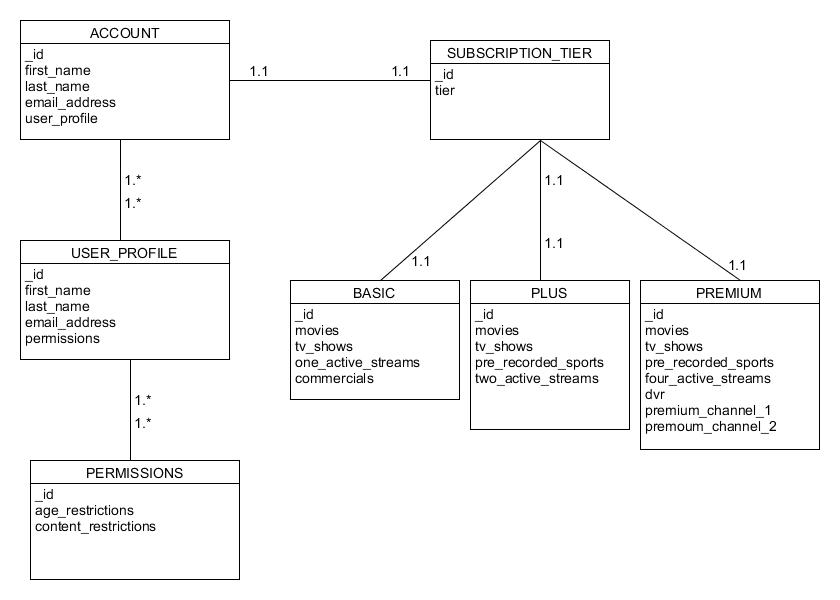 ACCOUNT
_id
first_name
last_name
email_address
user_profile
1.1
1.1
SUBSCRIPTION_TIER
_id
tier
1.*
1.*
1.1
1.1
1.1
1.1
USER_PROFILE
_id
first_name
last_name
email_address
permissions
BASIC
_id
movies
tv_shows
one_active_streams
commercials
PLUS
_id
movies
tv_shows
pre_recorded_sports
two_active_streams
PREMIUM
_id
movies
tv_shows
pre_recorded_sports
four_active_streams
dvr
premium_channel_1
premoum_channel_2
1.*
1.*
PERMISSIONS
_id
age_restrictions
content_restrictions